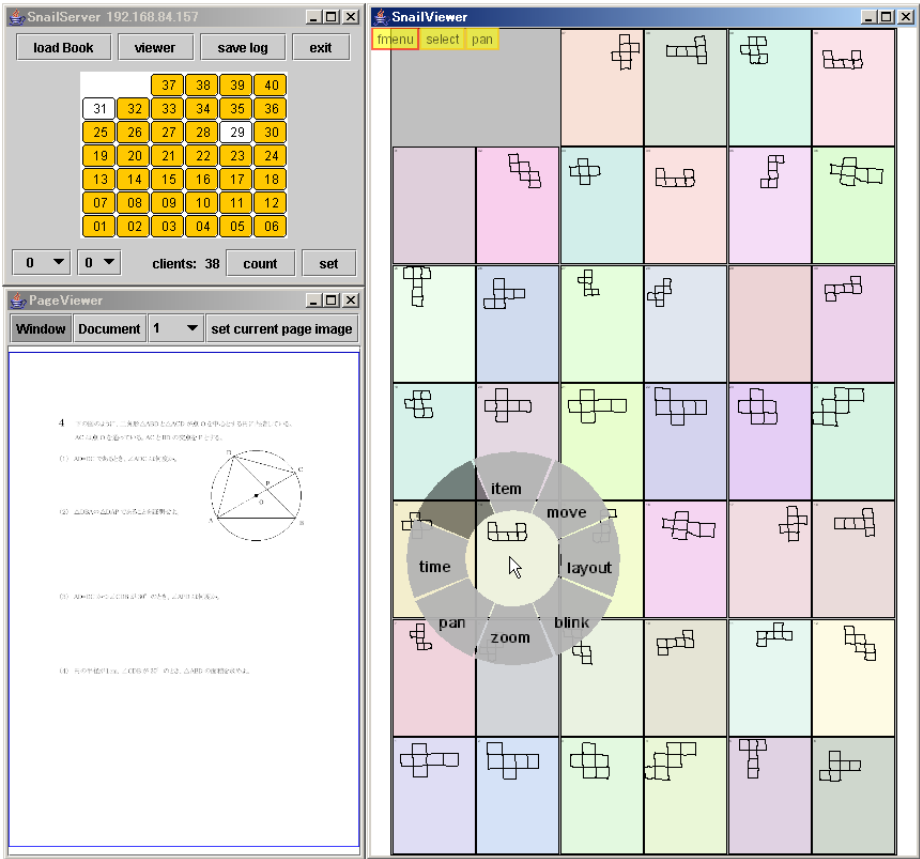 SnailServer 192.168.84.157
load Book viewer save log exit
37 38 39 40
31 32 33 34 35 36
25 26 27 28 29 30
19 20 21 22 23 24
13 14 15 16 17 18
07 08 09 10 11 12
01 02 03 04 05 06
0 0 clients: 38 count set
PageViewer
Window Document 1 set current page image
4
(1)
A
(2)
(3)
(4)
SnailViewer
fmenu select pan
item
move
time layout
pan blink
zoom